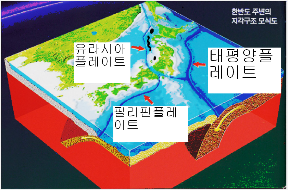 한반도 주변의
지각구조 모식도
유라시아
플레이트
태평양플
레이트
필리핀플레
이트